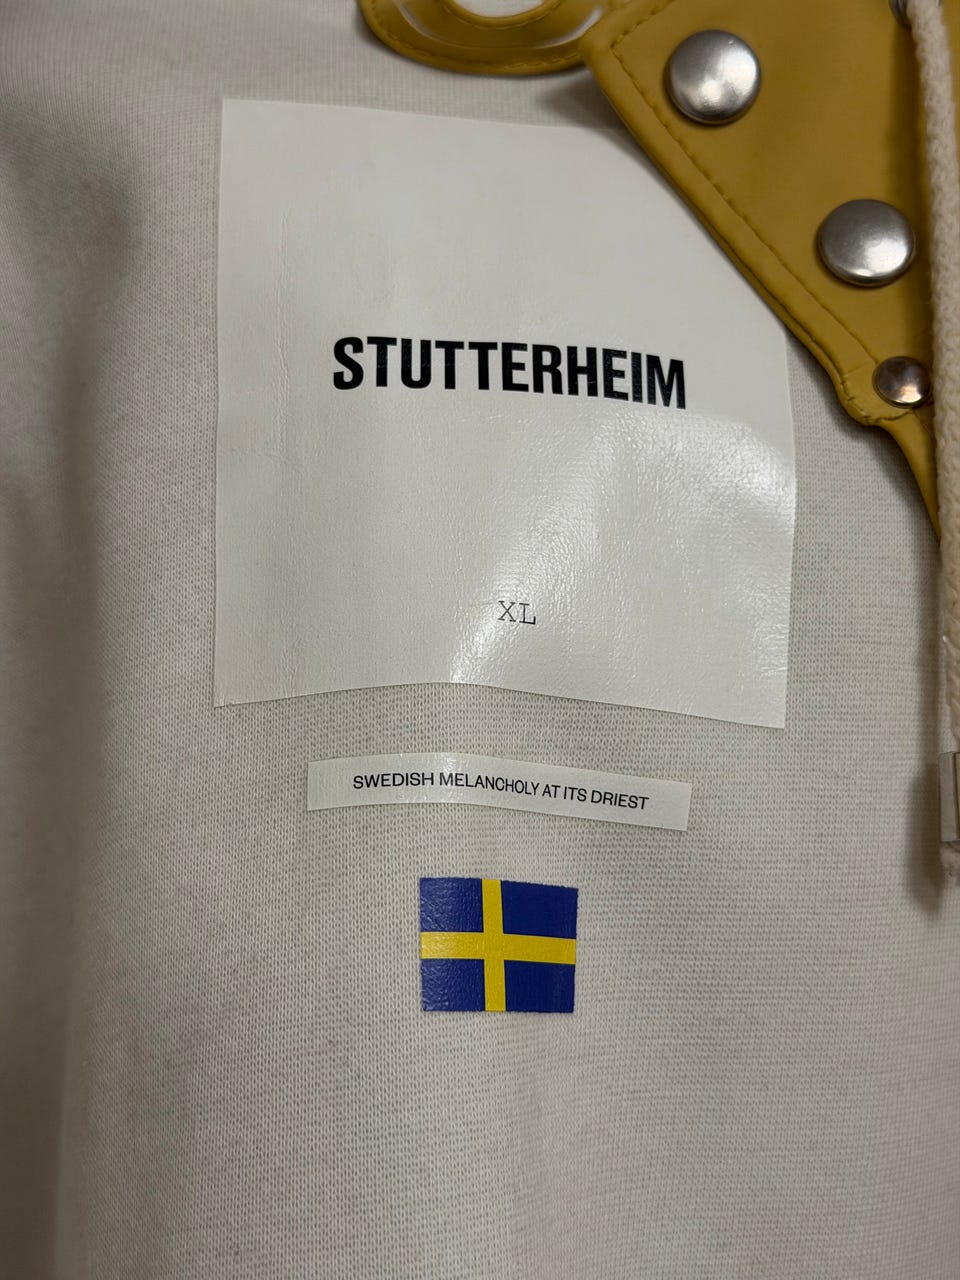 STUTTERHEIM
XL
SWEDISH MELANCHOLY AT ITS DRIEST